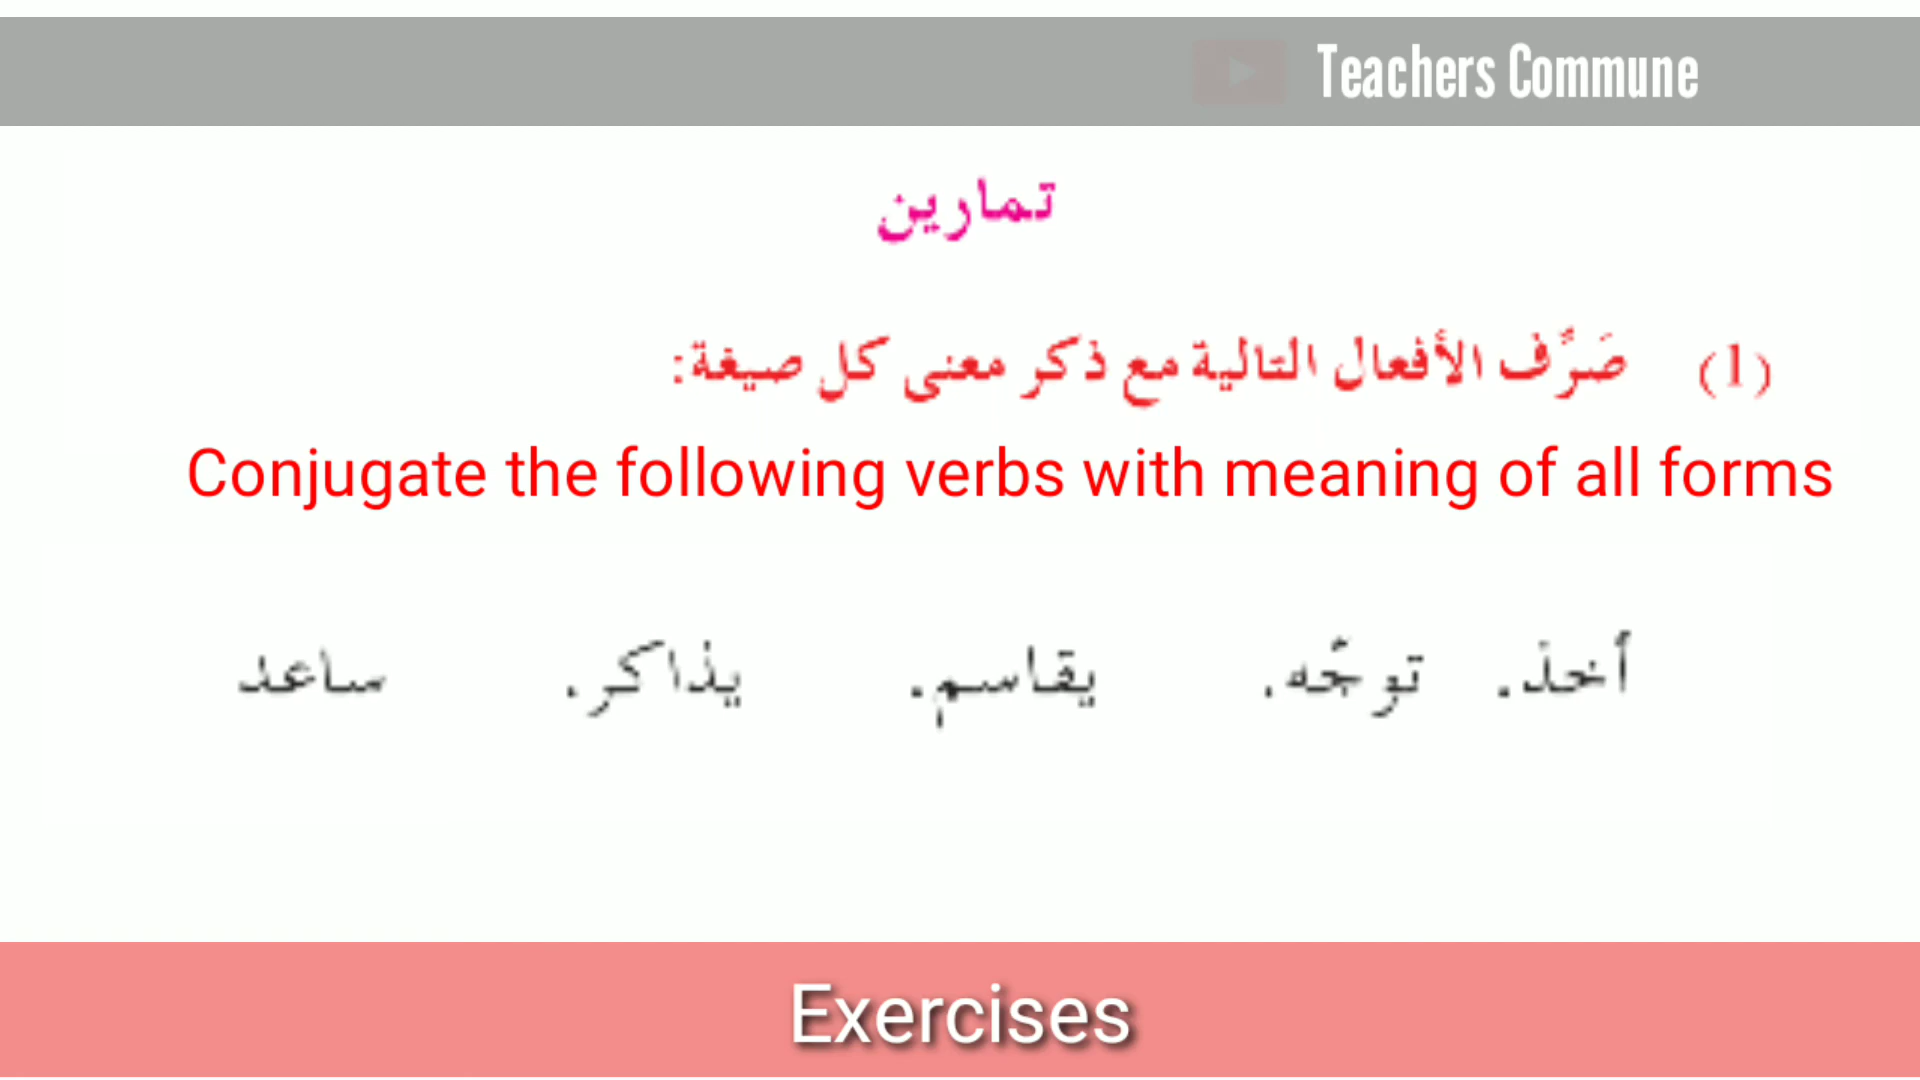 Teachers Commune
تمارين
(1) صَرِّف الأفعال التالية مع ذكر معنى كل صيغة:
Conjugate the following verbs with meaning of all forms
أخذ. توجّه. يقاسم. يذاكر. ساعد
Exercises